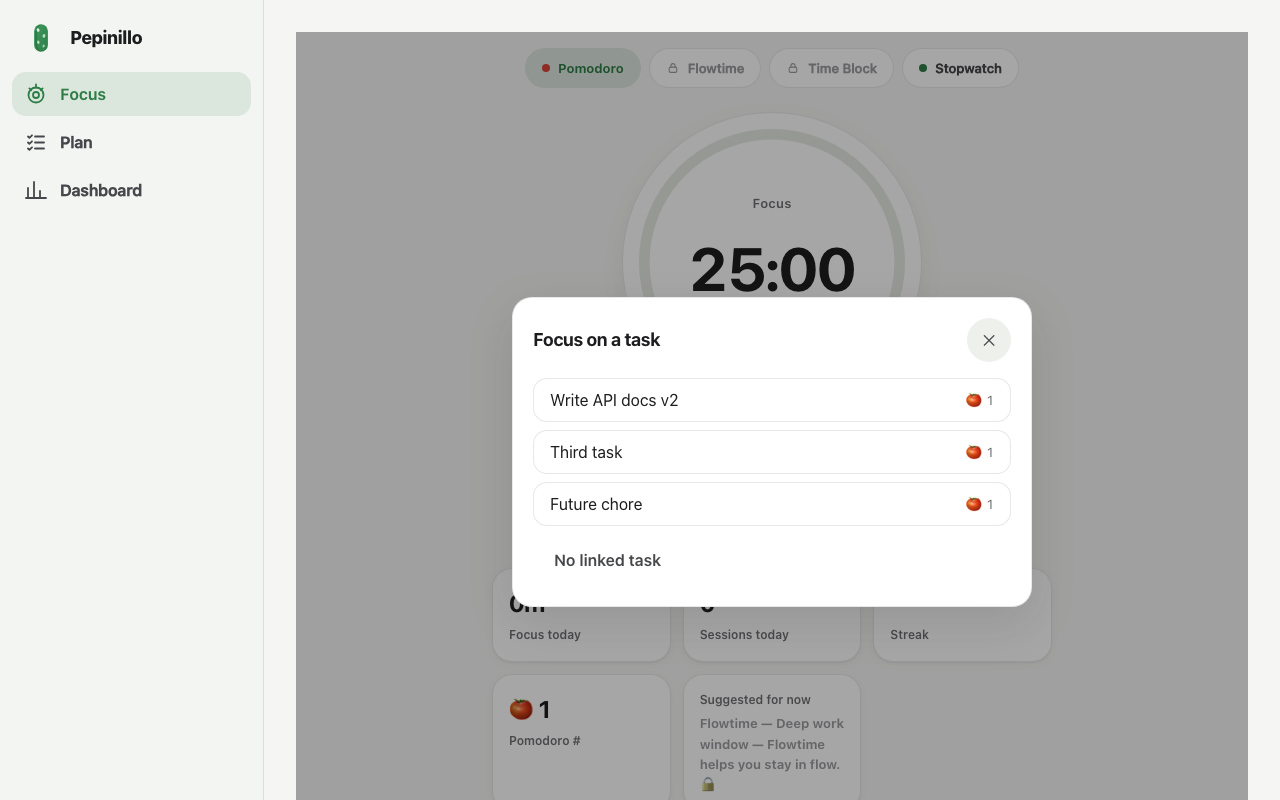 Pepinillo
Focus
Plan
Dashboard
Pomodoro
Flowtime
Time Block
Stopwatch
Focus
25:00
Focus on a task
Write API docs v2
1
Third task
1
Future chore
1
No linked task
0m
Focus today
Sessions today
Streak
1
Pomodoro #
Suggested for now
Flowtime — Deep work
window — Flowtime
helps you stay in flow.